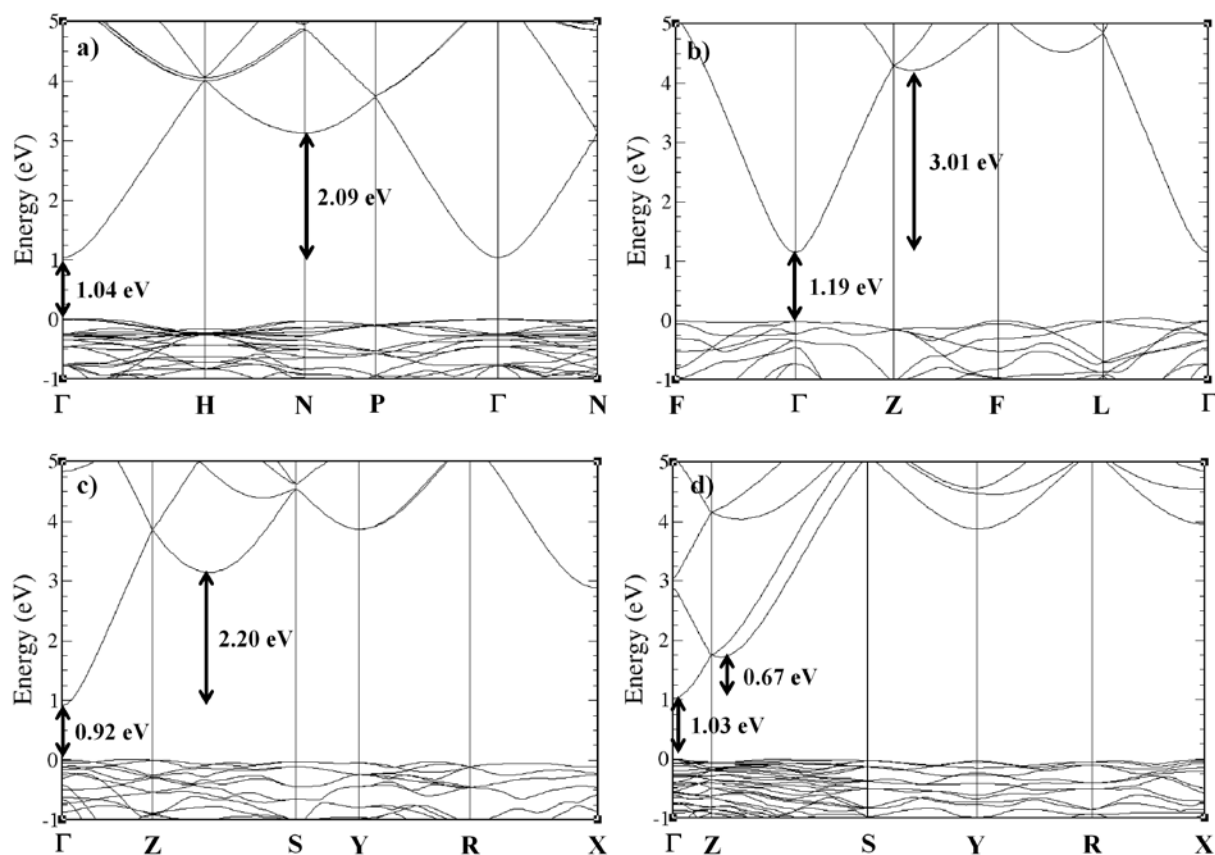 a)
Energy (eV)
5
4
3
2
1
0
-1
2.09 eV
1.04 eV
Γ H N P Γ N
b)
Energy (eV)
5
4
3
2
1
0
-1
3.01 eV
1.19 eV
F Γ Z F L Γ
c)
Energy (eV)
5
4
3
2
1
0
-1
2.20 eV
0.92 eV
Γ Z S Y R X
d)
Energy (eV)
5
4
3
2
1
0
-1
0.67 eV
1.03 eV
Γ Z S Y R X